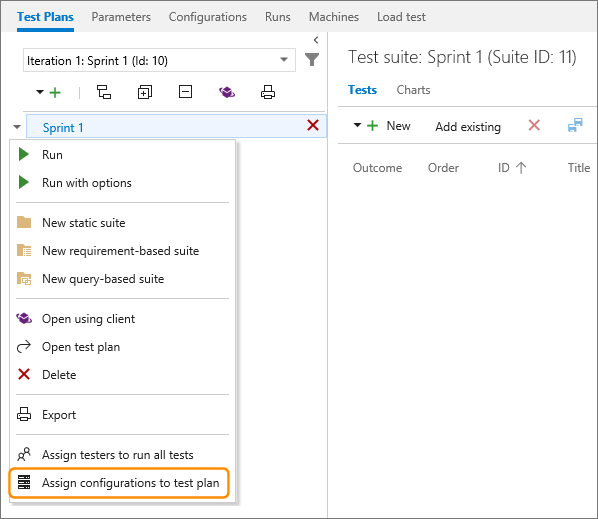 Test Plans Parameters Configurations Runs Machines Load test
Iteration 1: Sprint 1 (Id: 10)
Sprint 1
Run
Run with options
New static suite
New requirement-based suite
New query-based suite
Open using client
Open test plan
Delete
Export
Assign testers to run all tests
Assign configurations to test plan
Test suite: Sprint 1 (Suite ID: 11)
Tests Charts
New Add existing
Outcome Order ID Title